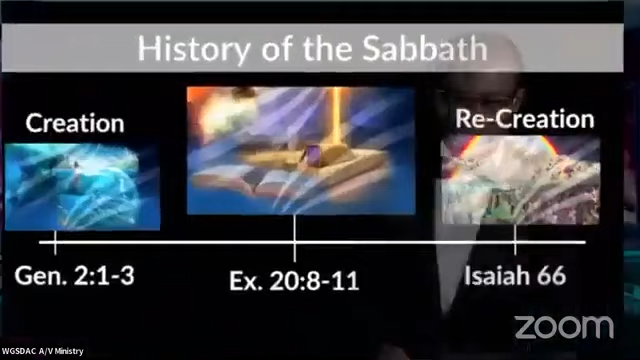 History of the Sabbath
Creation
Re-Creation
Gen. 2:1-3
Ex. 20:8-11
Isaiah 66
zoom
WGSDAC A/V Ministry